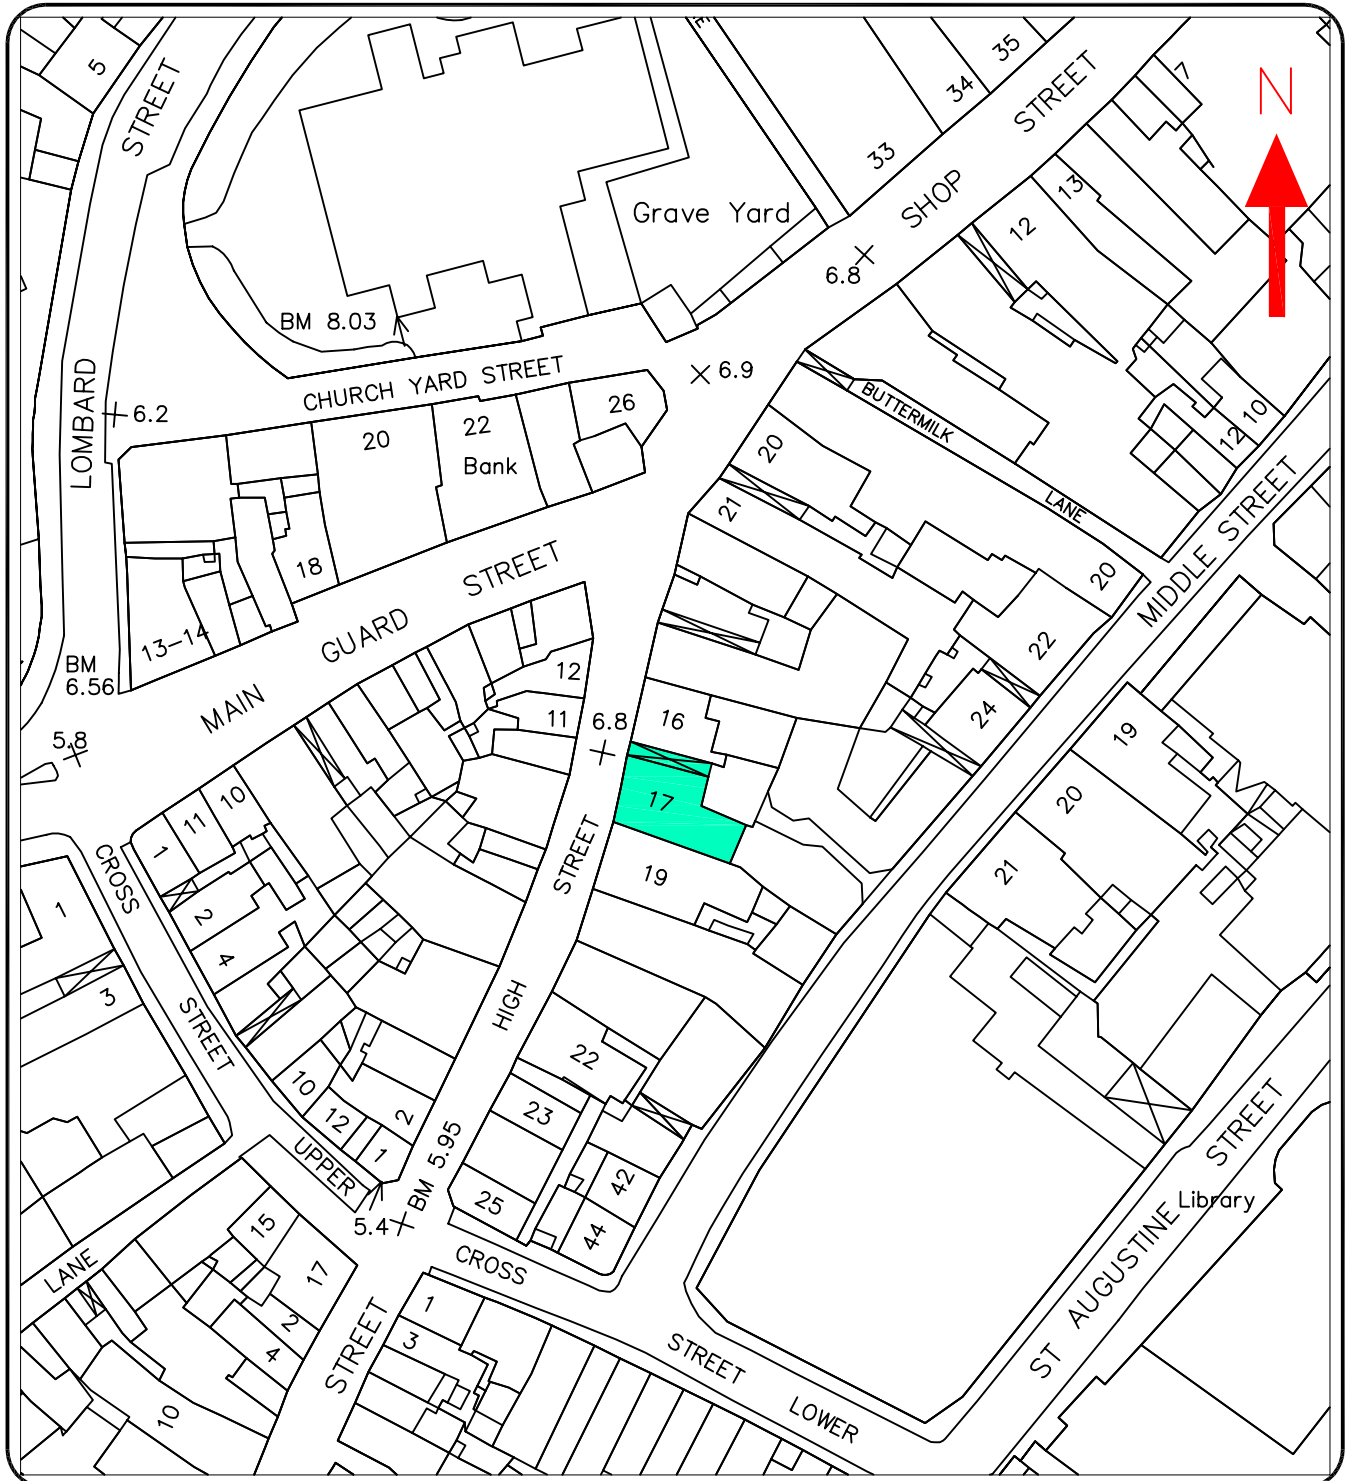 5
STREET
35
34
7
N
STREET
33
13
SHOP
Grave Yard
12
6.8
BM 8.03
LOMBARD
CHURCH YARD STREET
6.9
6.2
26
22
20
Bank
BUTTERMILK
10
12
20
LANE
21
MIDDLE STREET
STREET
18
20
GUARD
13-14
BM
6.56
12
22
MAIN
11
6.8
16
24
19
5.8
17
10
11
1
20
CROSS
STREET
19
21
1
2
4
3
STREET
HIGH
22
10
12
2
1
23
UPPER
BM 5.95
42
STREET
25
44
Library
5.4
15
17
LANE
CROSS
ST AUGUSTINE
2
4
STREET
1
3
STREET
10
LOWER